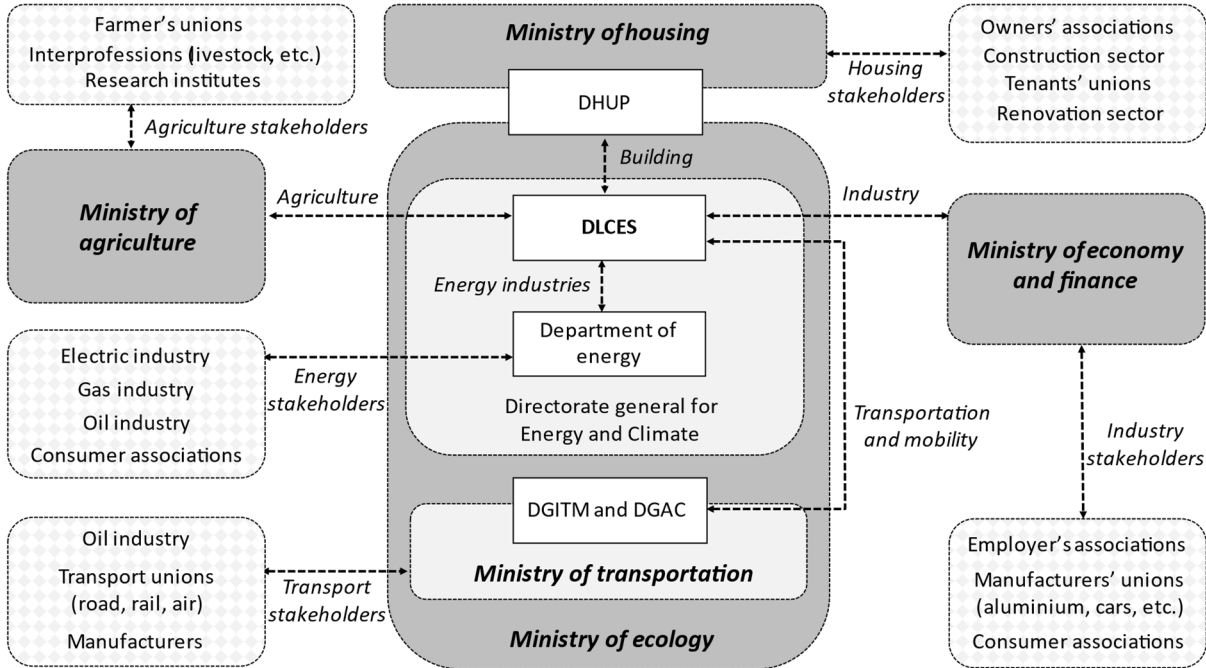 Farmer's unions
Interprofessions (livestock, etc.)
Research institutes
Agriculture stakeholders
Ministry of housing
DHUP
Building
Housing
stakeholders
Owners' associations
Construction sector
Tenants' unions
Renovation sector
Ministry of
agriculture
Agriculture
DLCES
Industry
Ministry of economy
and finance
Energy industries
Department of
energy
Directorate general for
Energy and Climate
Electric industry
Gas industry
Oil industry
Consumer associations
Energy
stakeholders
Transportation
and mobility
Industry
stakeholders
DGITM and DGAC
Ministry of transportation
Ministry of ecology
Oil industry
Transport unions
(road, rail, air)
Manufacturers
Transport
stakeholders
Employer's associations
Manufacturers' unions
(aluminium, cars, etc.)
Consumer associations